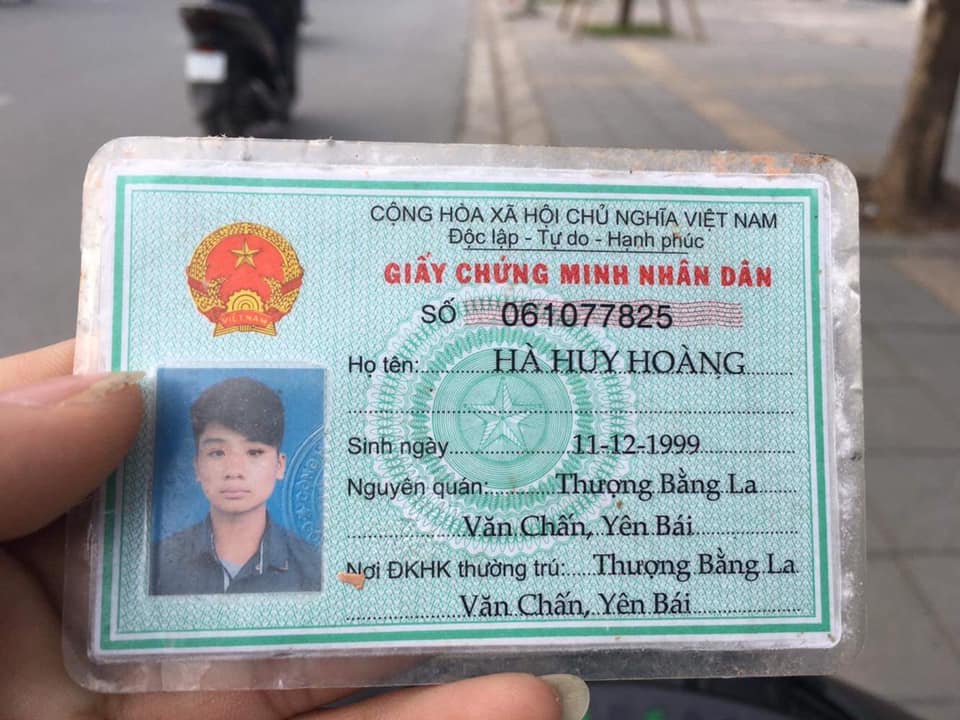 CỘNG HÒA XÃ HỘI CHỦ NGHĨA VIỆT NAM
Độc lập - Tự do - Hạnh phúc
GIẤY CHỨNG MINH NHÂN DÂN
SỐ 061077825
VIỆT NAM
Họ tên: HÀ HUY HOÀNG
Sinh ngày 11-12-1999
Nguyên quán: Thượng Bằng La
Văn Chấn, Yên Bái
Nơi ĐKHK thường trú: Thượng Bằng La
Văn Chấn, Yên Bái